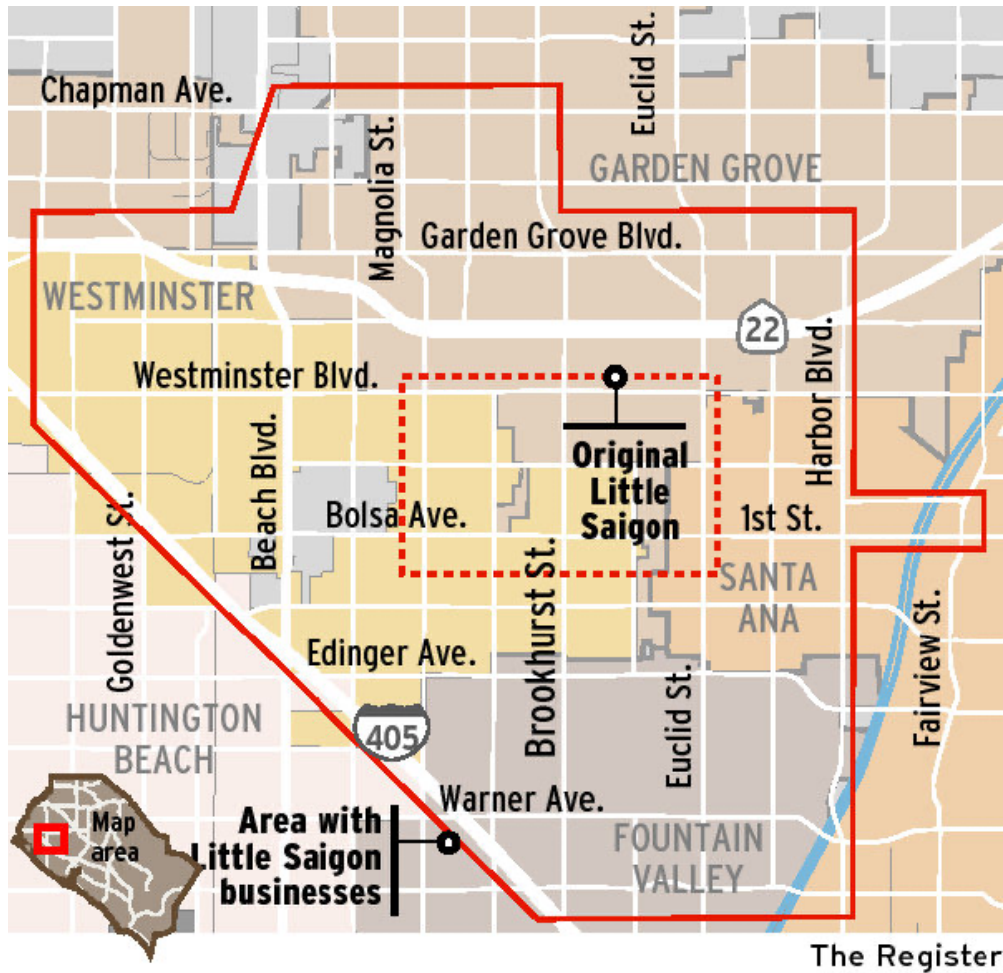 Chapman Ave.
Euclid St.
Magnolia St.
GARDEN GROVE
Garden Grove Blvd.
WESTMINSTER
22
Harbor Blvd.
Westminster Blvd.
Beach Blvd.
Original
Little
Saigon
Goldenwest St.
Bolsa Ave.
1st St.
Brookhurst St.
SANTA
ANA
Fairview St.
Edinger Ave.
Euclid St.
HUNTINGTON
BEACH
405
Warner Ave.
Map
area
Area with
Little Saigon
businesses
FOUNTAIN
VALLEY
The Register